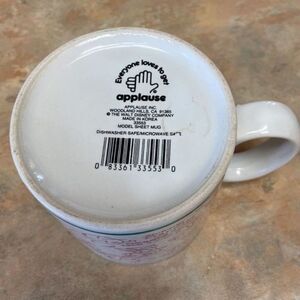 Everyone loves to get
applause
APPLAUSE INC.
WOODLAND HILLS, CA 91365
© THE WALT DISNEY COMPANY
MADE IN KOREA
33553
MODEL SHEET MUG
DISHWASHER SAFE/MICROWAVE
0 83361 33553 0